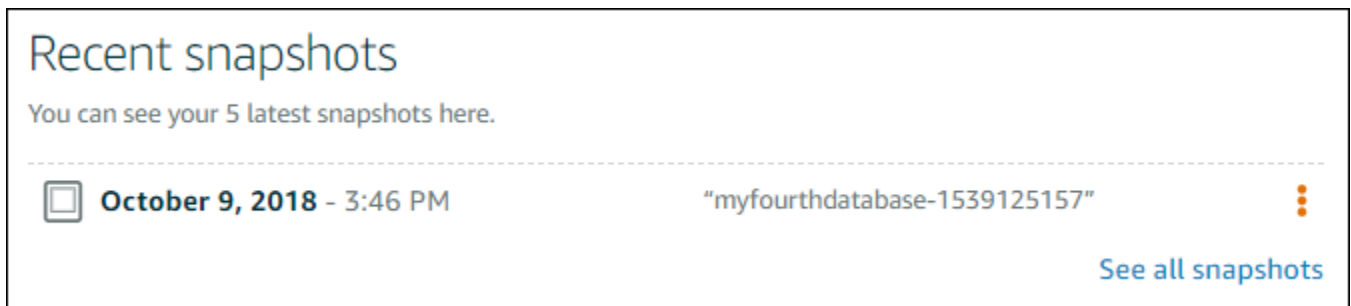 Recent snapshots
You can see your 5 latest snapshots here.
October 9, 2018 - 3:46 PM “myfourthdatabase-1539125157”
See all snapshots